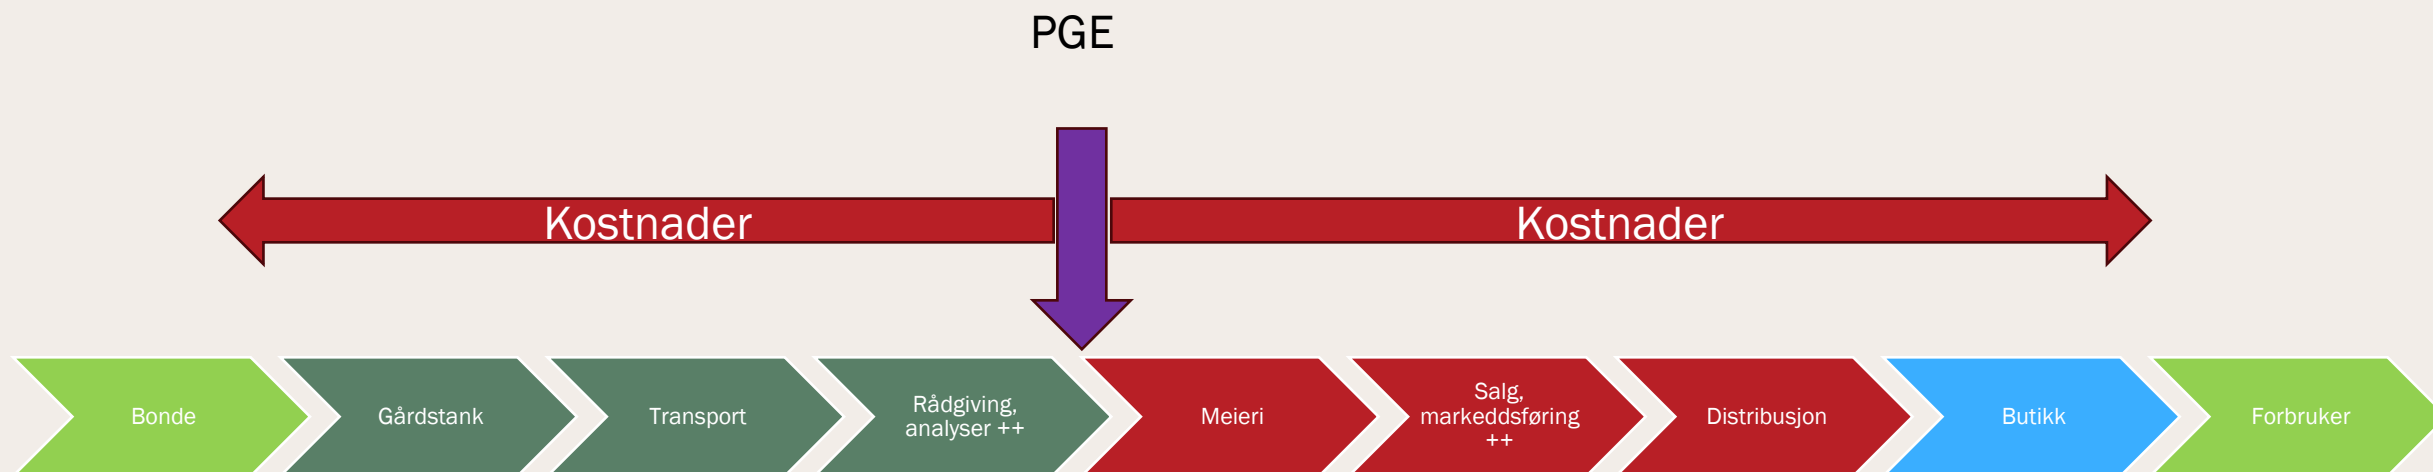 PGE
Kostnader
Kostnader
Bonde
Gårdstank
Transport
Rådgiving,
analyser ++
Meieri
Salg,
markeddsføring
++
Distribusjon
Butikk
Forbruker